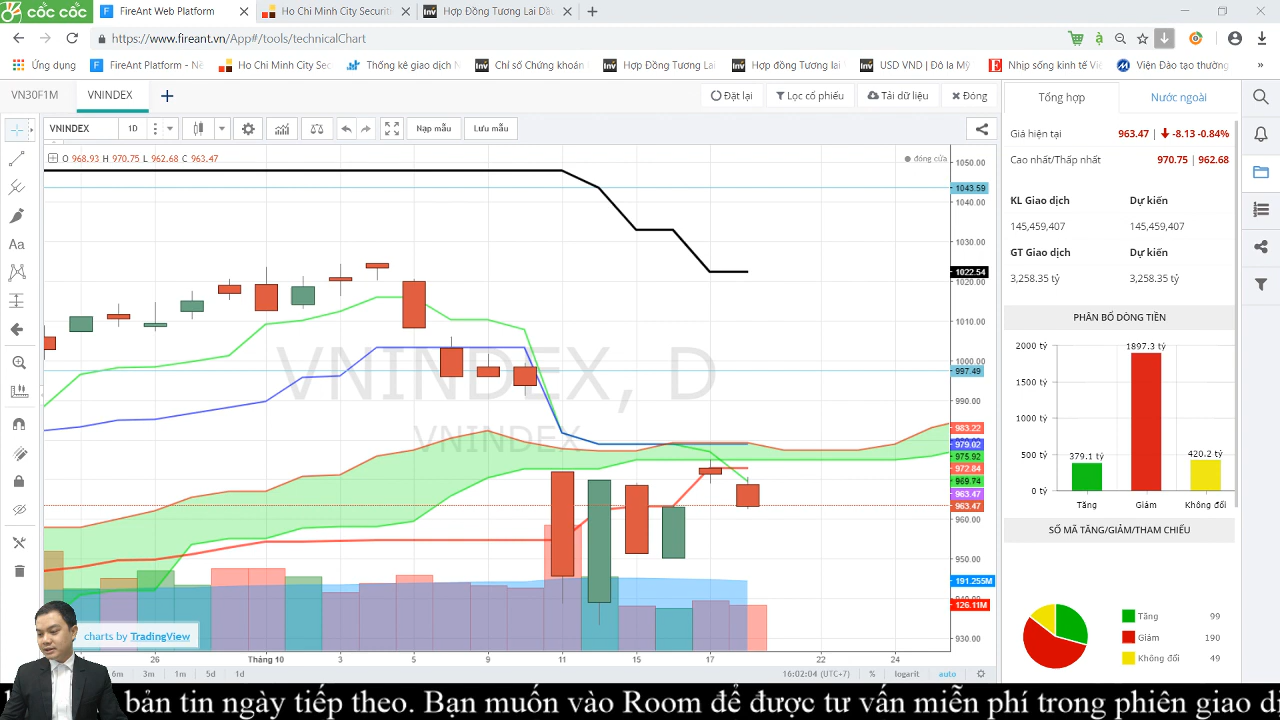 cốc cốc
FireAnt Web Platform
Ho Chi Minh City Securiti
Hợp Đồng Tương Lai Dầu
https://www.fireant.vn/App#/tools/technicalChart
Ứng dụng
FireAnt Platform - Nề
Ho Chi Minh City Sec
Thống kê giao dịch N
Chỉ số Chứng khoán
Hợp Đồng Tương Lai
Hợp đồng Tương lai
USD VND | Đô la Mỹ
Nhịp sống kinh tế Việ
Viện Đào tạo thường
VN30F1M
VNINDEX
Đặt lại
Lọc cổ phiếu
Tải dữ liệu
Đóng
VNINDEX
1D
Nạp mẫu
Lưu mẫu
O 968.93 H 970.75 L 962.68 C 963.47
đóng cửa
VNINDEX, D
VNINDEX
1050.00
1043.59
1040.00
1030.00
1022.54
1020.00
1010.00
1000.00
997.49
990.00
983.22
979.02
975.92
972.84
969.74
963.47
963.47
960.00
950.00
191.255M
126.11M
930.00
26
Tháng 10
3
5
9
11
15
17
22
24
charts by TradingView
6m
3m
1m
5d
1d
16:02:04 (UTC+7)
%
logarit
auto
Tổng hợp
Nước ngoài
Giá hiện tại
963.47 | -8.13 -0.84%
Cao nhất/Thấp nhất
970.75 | 962.68
KL Giao dịch
Dự kiến
145,459,407
145,459,407
GT Giao dịch
Dự kiến
3,258.35 tỷ
3,258.35 tỷ
PHÂN BỔ DÒNG TIỀN
2000 tỷ
1500 tỷ
1000 tỷ
500 tỷ
0 tỷ
379.1 tỷ
1897.3 tỷ
420.2 tỷ
Tăng
Giảm
Không đổi
SỐ MÃ TĂNG/GIẢM/THAM CHIẾU
Tăng 99
Giảm 190
Không đổi 49
bản tin ngày tiếp theo. Bạn muốn vào Room để được tư vấn miễn phí trong phiên giao d